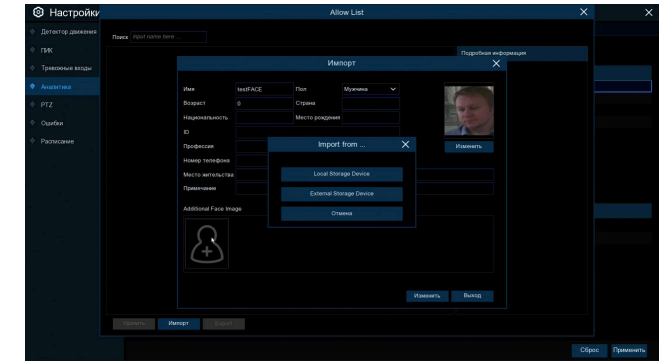 Настройки
Allow List
Детектор движения
ПИК
Тревожные входы
Аналитика
PTZ
Ошибки
Расписание
Поиск input name here ...
Подробная информация
Импорт
Имя testFACE Пол Мужчина
Возраст 0 Страна
Национальность Место рождения
ID
Профессия
Номер телефона
Место жительства
Примечание
Изменить
Import from ...
Local Storage Device
External Storage Device
Отмена
Additional Face Image
Изменить Выход
Удалить Импорт Export
Сброс Применить